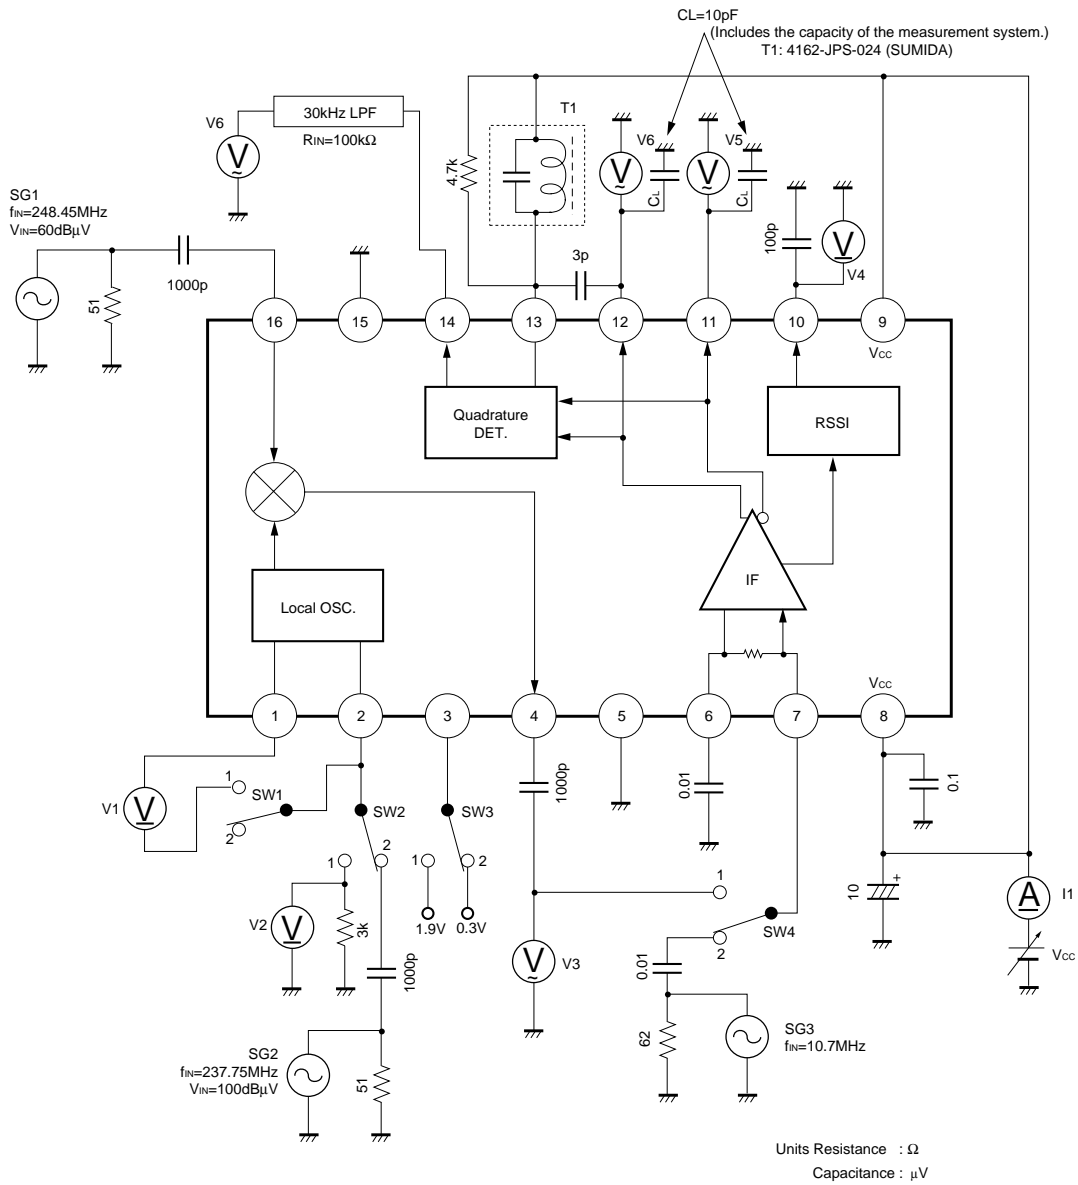 CL=10pF
(Includes the capacity of the measurement system.)
T1: 4162-JPS-024 (SUMIDA)
V6
30kHz LPF
RIN=100kΩ
T1
4.7k
V
~
V6
CL
V
~
V5
CL
V
~
SG1
fIN=248.45MHz
VIN=60dBμV
51
1000p
3p
100p
V
V4
16
15
14
13
12
11
10
9
VCC
Quadrature
DET.
RSSI
IF
Local OSC.
VCC
1
2
3
4
5
6
7
8
V1
V
1
SW1
2
SW2
1
2
V2
V
3k
1000p
SW3
1
2
1.9V
0.3V
1000p
V
~
V3
0.01
1
SW4
2
0.01
62
SG3
fIN=10.7MHz
0.1
10
+
A
I1
VCC
SG2
fIN=237.75MHz
VIN=100dBμV
51
Units Resistance : Ω
Capacitance : μV